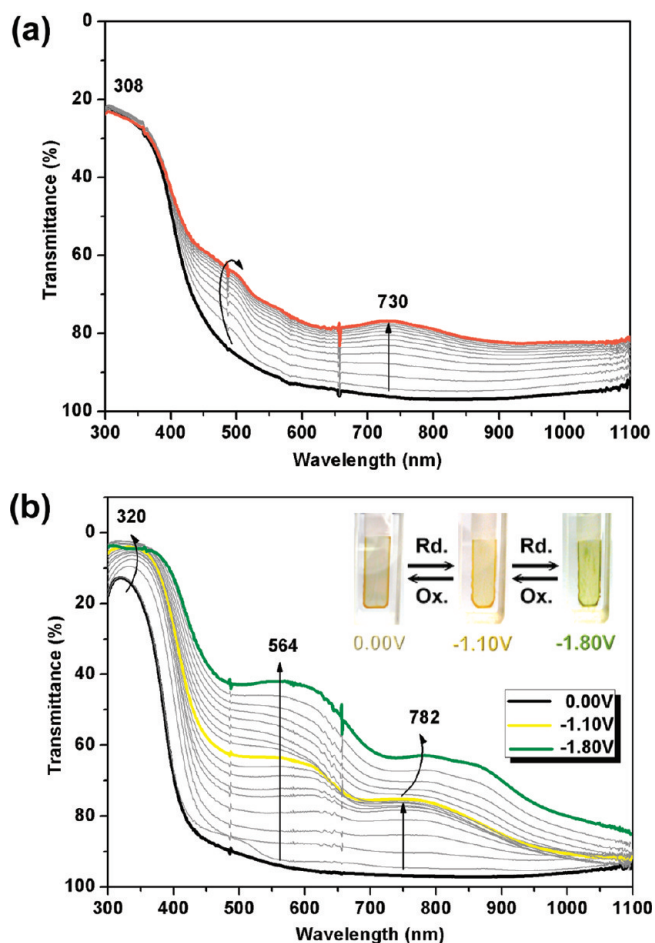 (a)
0
20
40
60
80
100
Transmittance (%)
308
730
300 400 500 600 700 800 900 1000 1100
Wavelength (nm)
(b)
0
20
40
60
80
100
Transmittance (%)
320
564
782
Rd. Rd.
Ox. Ox.
0.00V -1.10V -1.80V
0.00V
-1.10V
-1.80V
300 400 500 600 700 800 900 1000 1100
Wavelength (nm)